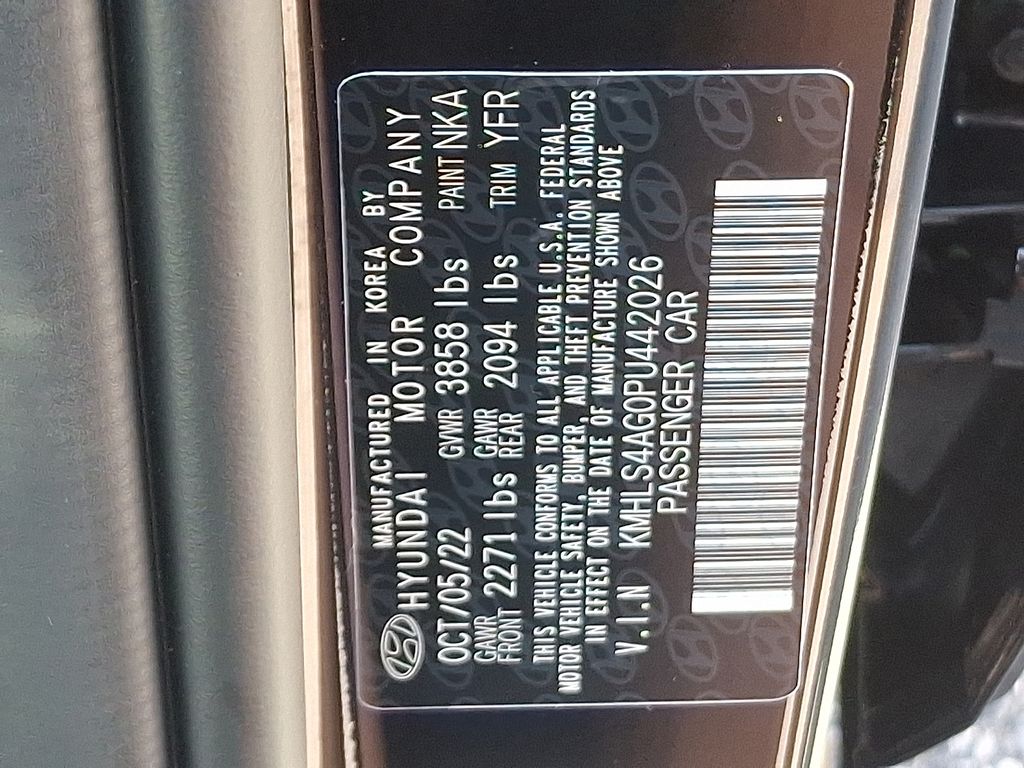 MANUFACTURED IN KOREA BY
HYUNDAI MOTOR COMPANY
OCT/05/22 GVWR 3858 lbs PAINT NKA
GAWR FRONT 2271 lbs GAWR REAR 2094 lbs TRIM YFR
THIS VEHICLE CONFORMS TO ALL APPLICABLE U.S.A. FEDERAL
MOTOR VEHICLE SAFETY, BUMPER, AND THEFT PREVENTION STANDARDS
IN EFFECT ON THE DATE OF MANUFACTURE SHOWN ABOVE
V.I.N KMHLS4AG0PU442026
PASSENGER CAR